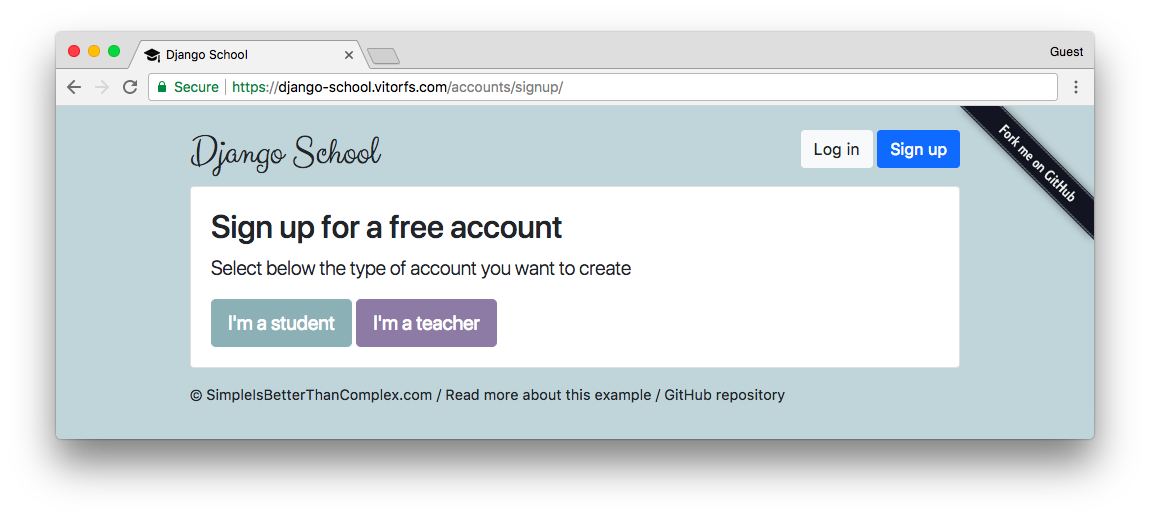 Django School
Guest
Secure https://django-school.vitorfs.com/accounts/signup/
Django School
Log in
Sign up
Fork me on GitHub
Sign up for a free account
Select below the type of account you want to create
I'm a student
I'm a teacher
© SimpleIsBetterThanComplex.com / Read more about this example / GitHub repository